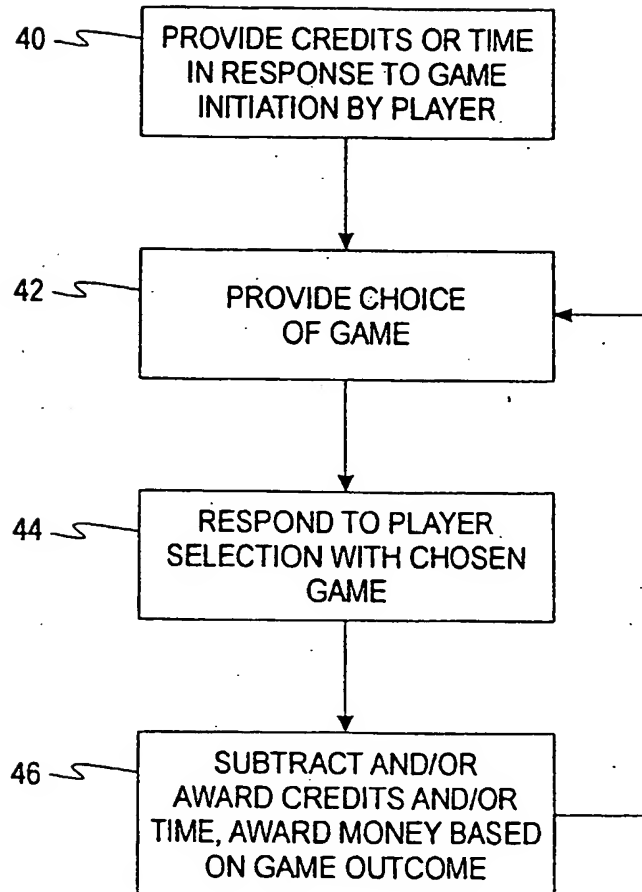 40
PROVIDE CREDITS OR TIME
IN RESPONSE TO GAME
INITIATION BY PLAYER
42
PROVIDE CHOICE
OF GAME
44
RESPOND TO PLAYER
SELECTION WITH CHOSEN
GAME
46
SUBTRACT AND/OR
AWARD CREDITS AND/OR
TIME, AWARD MONEY BASED
ON GAME OUTCOME